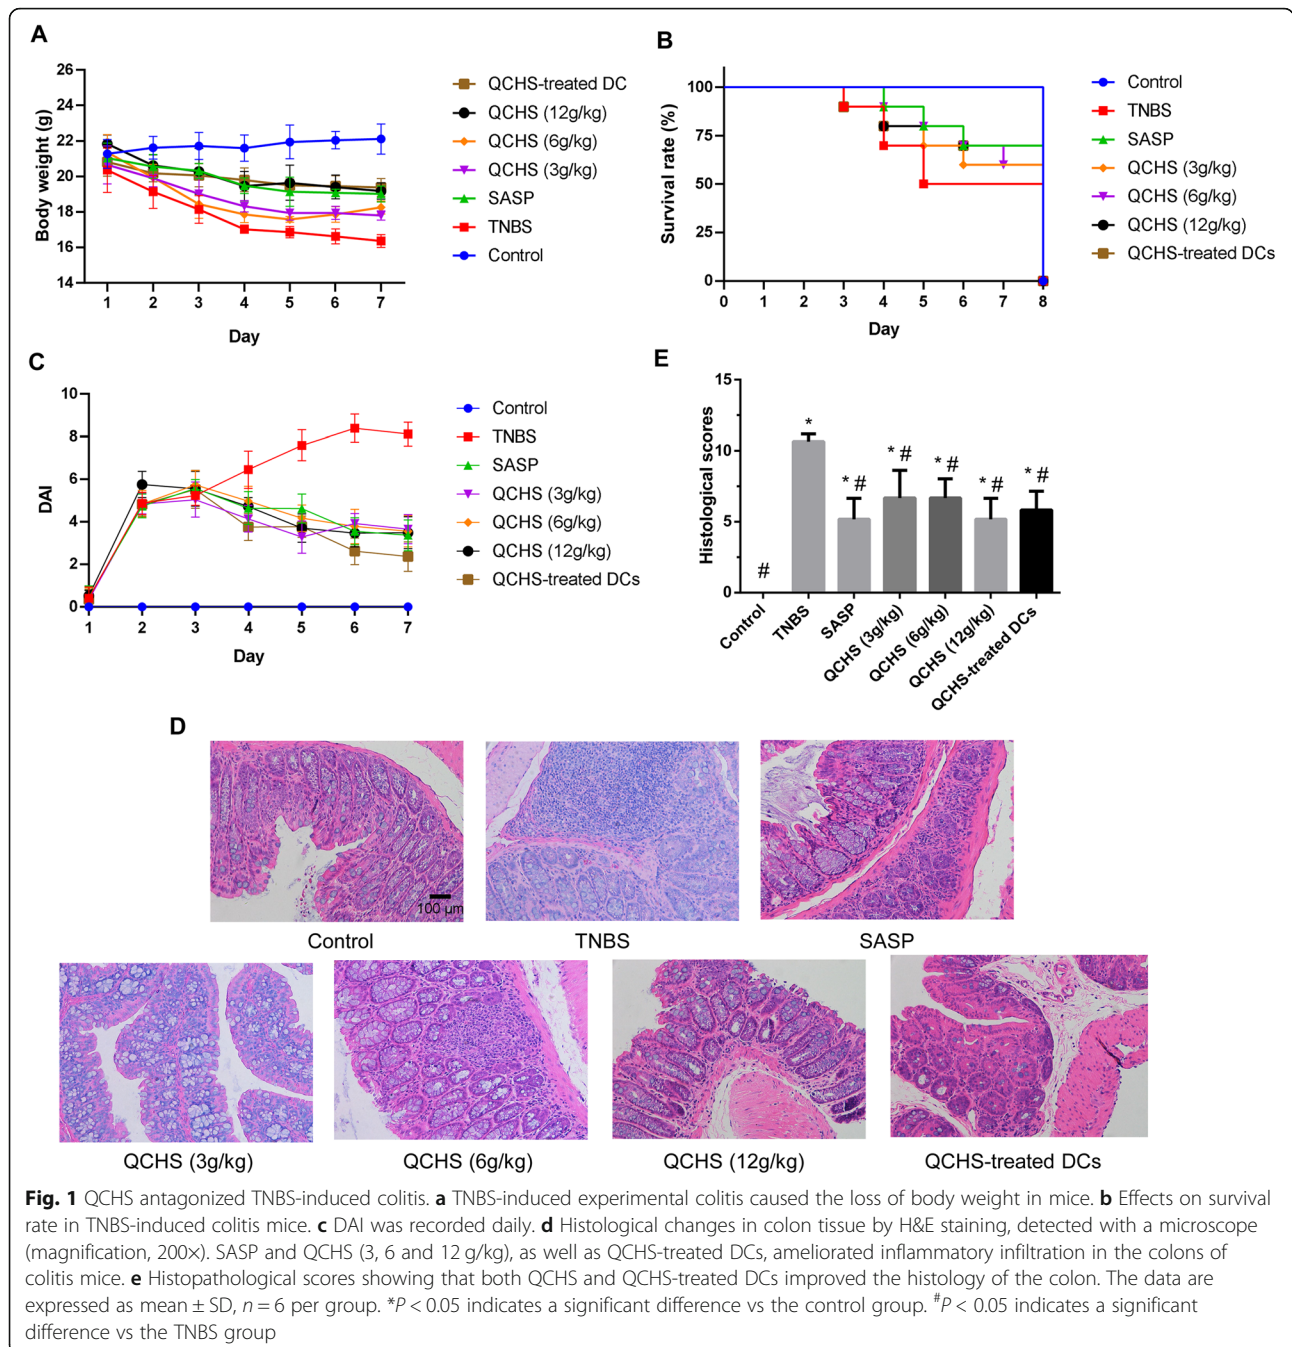 A
26
24
22
20
18
16
14
Body weight (g)
1 2 3 4 5 6 7
Day
QCHS-treated DC
QCHS (12g/kg)
QCHS (6g/kg)
QCHS (3g/kg)
SASP
TNBS
Control
B
100
75
50
25
0
Survival rate (%)
0 1 2 3 4 5 6 7 8
Day
Control
TNBS
SASP
QCHS (3g/kg)
QCHS (6g/kg)
QCHS (12g/kg)
QCHS-treated DCs
C
10
8
6
4
2
0
DAI
1 2 3 4 5 6 7
Day
Control
TNBS
SASP
QCHS (3g/kg)
QCHS (6g/kg)
QCHS (12g/kg)
QCHS-treated DCs
E
15
10
5
0
Histological scores
# * * # * # * # * # * #
Control
TNBS
SASP
QCHS (3g/kg)
QCHS (6g/kg)
QCHS (12g/kg)
QCHS-treated DCs
D
100 μm
Control TNBS SASP
QCHS (3g/kg) QCHS (6g/kg) QCHS (12g/kg) QCHS-treated DCs
Fig. 1 QCHS antagonized TNBS-induced colitis. a TNBS-induced experimental colitis caused the loss of body weight in mice. b Effects on survival
rate in TNBS-induced colitis mice. c DAI was recorded daily. d Histological changes in colon tissue by H&E staining, detected with a microscope
(magnification, 200×). SASP and QCHS (3, 6 and 12 g/kg), as well as QCHS-treated DCs, ameliorated inflammatory infiltration in the colons of
colitis mice. e Histopathological scores showing that both QCHS and QCHS-treated DCs improved the histology of the colon. The data are
expressed as mean ± SD, n = 6 per group. *P < 0.05 indicates a significant difference vs the control group. #P < 0.05 indicates a significant
difference vs the TNBS group